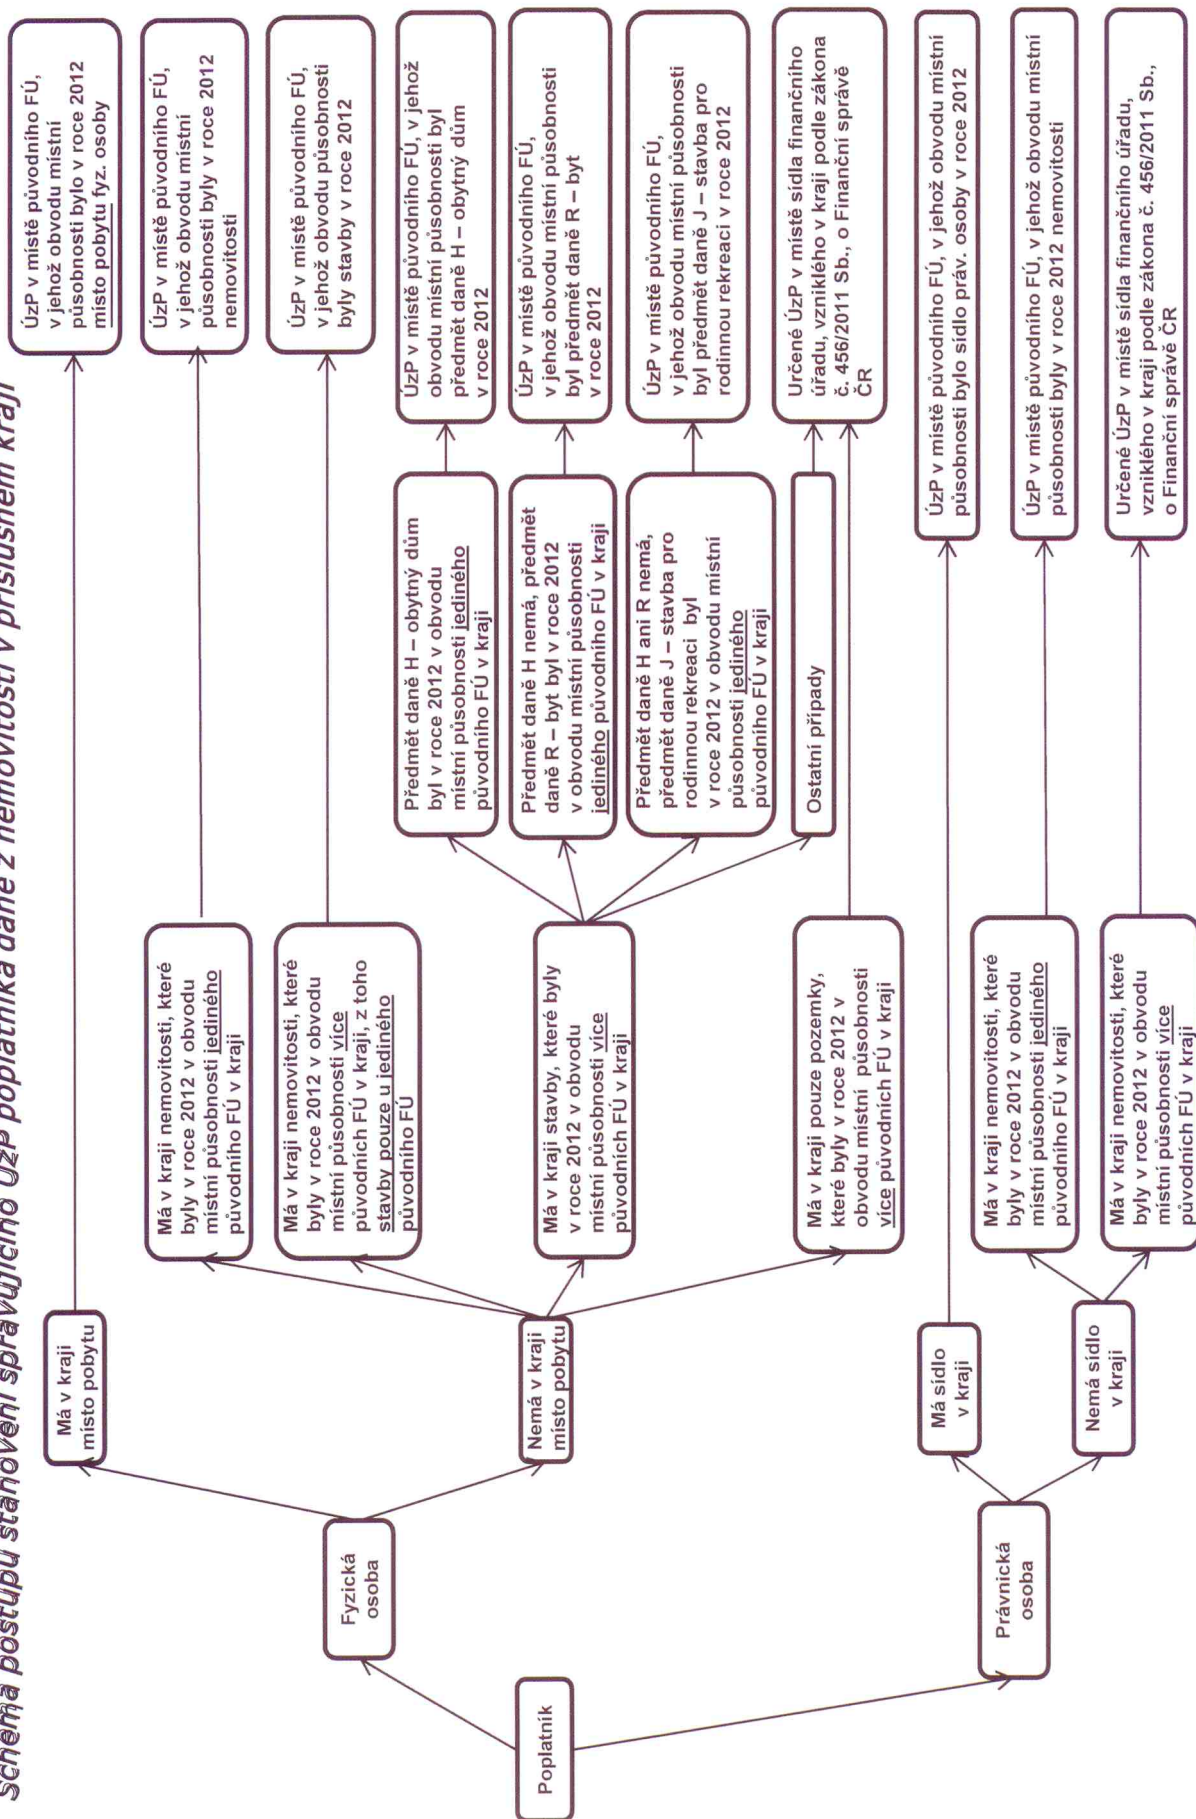 Schéma postupu stanovení spravujícího ÚzP poplatníka daně z nemovitostí v příslušném kraji
Poplatník
Fyzická
osoba
Právnická
osoba
Má v kraji
místo pobytu
Nemá v kraji
místo pobytu
Má sídlo
v kraji
Nemá sídlo
v kraji
Má v kraji nemovitosti, které
byly v roce 2012 v obvodu
místní působnosti jediného
původního FÚ v kraji
Má v kraji nemovitosti, které
byly v roce 2012 v obvodu
místní působnosti více
původních FÚ v kraji, z toho
stavby pouze u jediného
původního FÚ
Má v kraji stavby, které byly
v roce 2012 v obvodu
místní působnosti více
původních FÚ v kraji
Má v kraji pouze pozemky,
které byly v roce 2012 v
obvodu místní působnosti
více původních FÚ v kraji
Má v kraji nemovitosti, které
byly v roce 2012 v obvodu
místní působnosti jediného
původního FÚ v kraji
Má v kraji nemovitosti, které
byly v roce 2012 v obvodu
místní působnosti více
původních FÚ v kraji
Předmět daně H – obytný dům
byl v roce 2012 v obvodu
místní působnosti jediného
původního FÚ v kraji
Předmět daně H nemá, předmět
daně R – byt byl v roce 2012
v obvodu místní působnosti
jediného původního FÚ v kraji
Předmět daně H ani R nemá,
předmět daně J – stavba pro
rodinnou rekreaci byl
v roce 2012 v obvodu místní
působnosti jediného
původního FÚ v kraji
Ostatní případy
ÚzP v místě původního FÚ,
v jehož obvodu místní
působnosti bylo v roce 2012
místo pobytu fyz. osoby
ÚzP v místě původního FÚ,
v jehož obvodu místní
působnosti byly v roce 2012
nemovitosti
ÚzP v místě původního FÚ,
v jehož obvodu působnosti
byly stavby v roce 2012
ÚzP v místě původního FÚ, v jehož
obvodu místní působnosti byl
předmět daně H – obytný dům
v roce 2012
ÚzP v místě původního FÚ,
v jehož obvodu místní působnosti
byl předmět daně R – byt
v roce 2012
ÚzP v místě původního FÚ,
v jehož obvodu místní působnosti
byl předmět daně J – stavba pro
rodinnou rekreaci v roce 2012
Určené ÚzP v místě sídla finančního
úřadu, vzniklého v kraji podle zákona
č. 456/2011 Sb., o Finanční správě
ČR
ÚzP v místě původního FÚ, v jehož obvodu místní
působnosti bylo sídlo práv. osoby v roce 2012
ÚzP v místě původního FÚ, v jehož obvodu místní
působnosti byly v roce 2012 nemovitosti
Určené ÚzP v místě sídla finančního úřadu,
vzniklého v kraji podle zákona č. 456/2011 Sb.,
o Finanční správě ČR